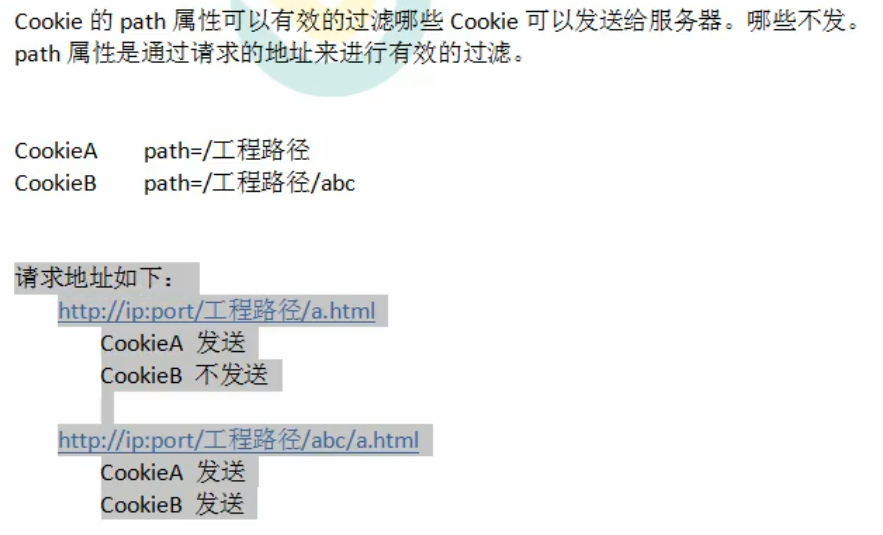 Cookie 的 path 属性可以有效的过滤哪些 Cookie 可以发送给服务器。哪些不发。
path 属性是通过请求的地址来进行有效的过滤。
CookieA path=/工程路径
CookieB path=/工程路径/abc
请求地址如下：
http://ip:port/工程路径/a.html
CookieA 发送
CookieB 不发送
http://ip:port/工程路径/abc/a.html
CookieA 发送
CookieB 发送